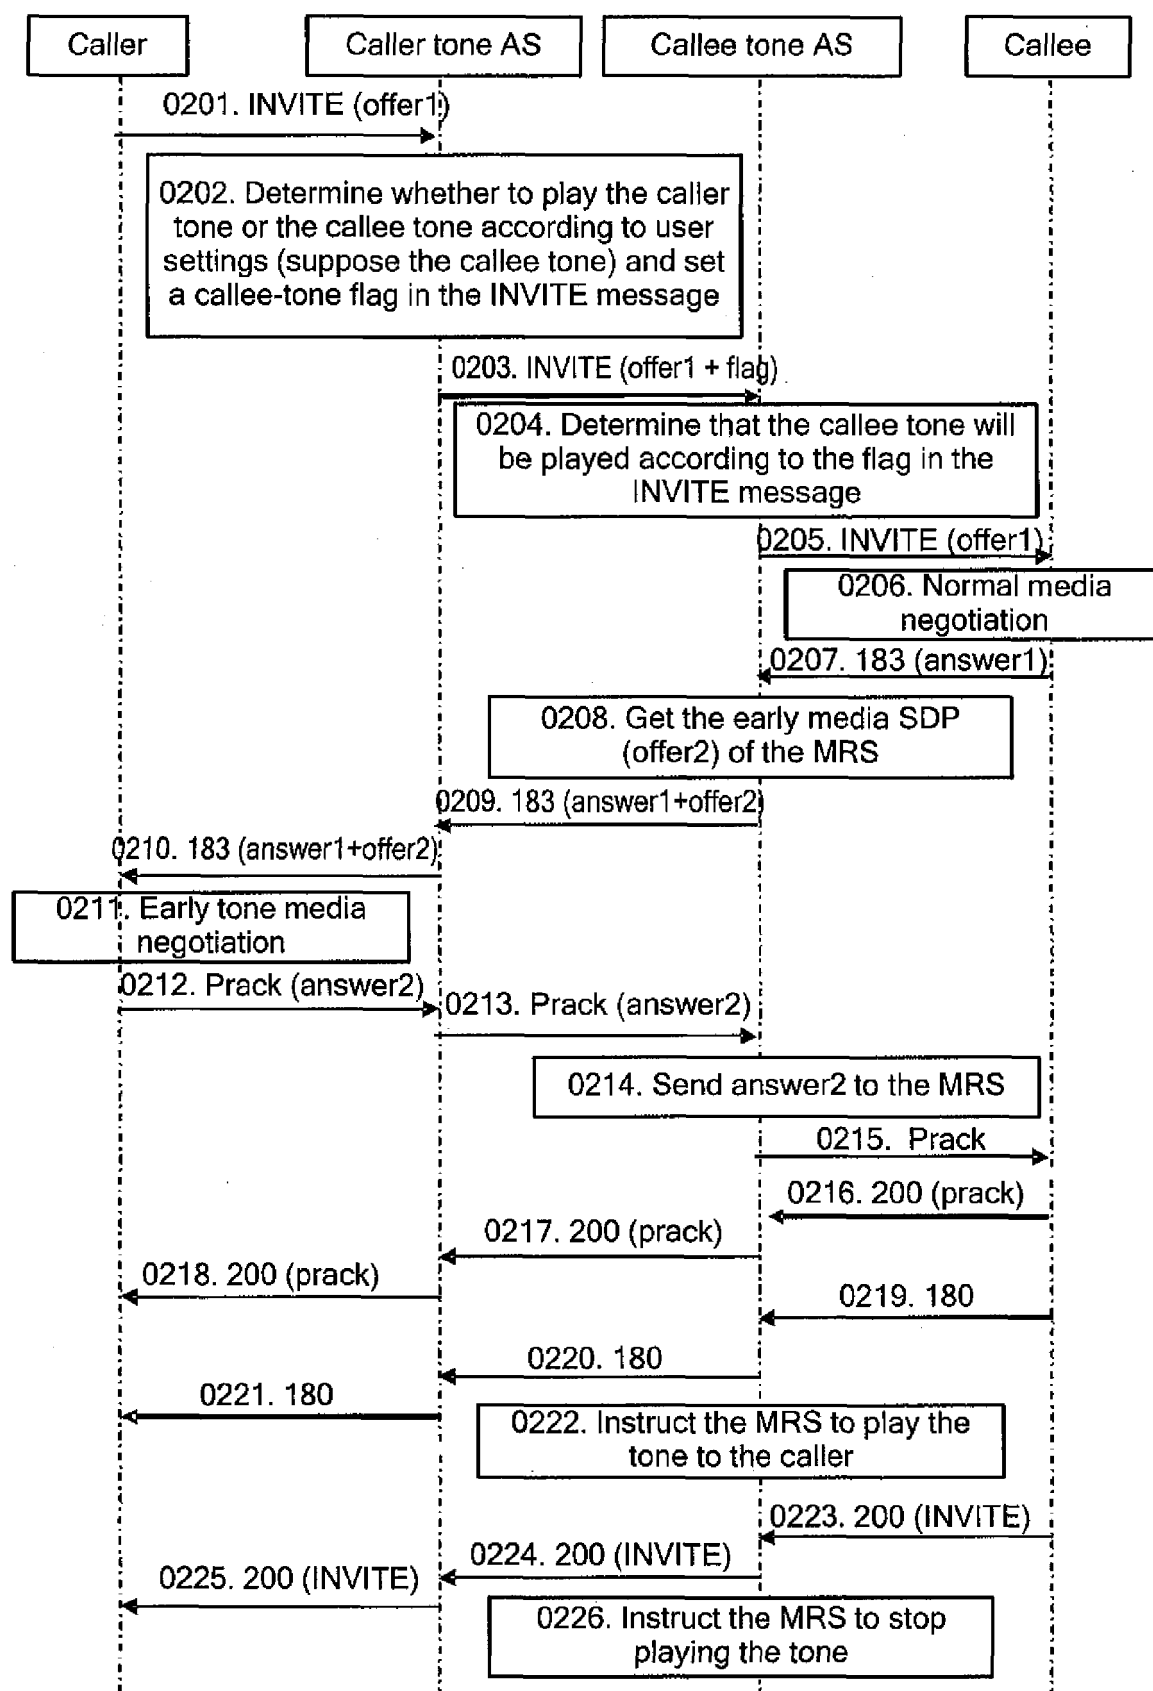 Caller
Caller tone AS
Callee tone AS
Callee
0201. INVITE (offer1)
0202. Determine whether to play the caller
tone or the callee tone according to user
settings (suppose the callee tone) and set
a callee-tone flag in the INVITE message
0203. INVITE (offer1 + flag)
0204. Determine that the callee tone will
be played according to the flag in the
INVITE message
0205. INVITE (offer1)
0206. Normal media
negotiation
0207. 183 (answer1)
0208. Get the early media SDP
(offer2) of the MRS
0209. 183 (answer1+offer2)
0210. 183 (answer1+offer2)
0211. Early tone media
negotiation
0212. Prack (answer2)
0213. Prack (answer2)
0214. Send answer2 to the MRS
0215. Prack
0216. 200 (prack)
0217. 200 (prack)
0218. 200 (prack)
0219. 180
0220. 180
0221. 180
0222. Instruct the MRS to play the
tone to the caller
0223. 200 (INVITE)
0224. 200 (INVITE)
0225. 200 (INVITE)
0226. Instruct the MRS to stop
playing the tone